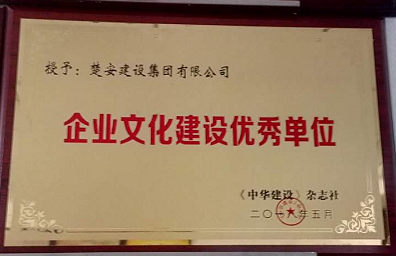 授予：楚安建设集团有限公司
企业文化建设优秀单位
《中华建设》杂志社
二〇一八年五月